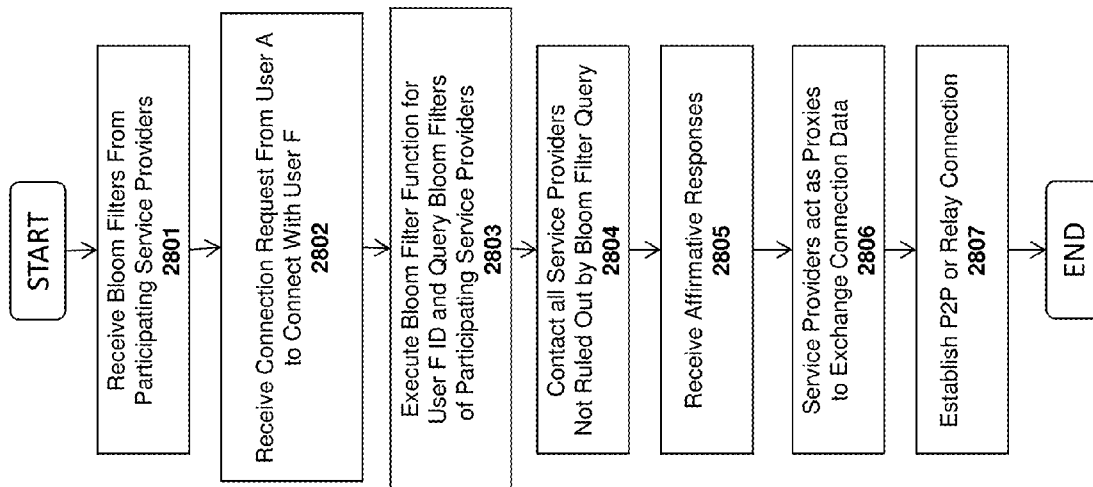 START
Receive Bloom Filters From
Participating Service Providers
2801
Receive Connection Request From User A
to Connect With User F
2802
Execute Bloom Filter Function for
User F ID and Query Bloom Filters
of Participating Service Providers
2803
Contact all Service Providers
Not Ruled Out by Bloom Filter Query
2804
Receive Affirmative Responses
2805
Service Providers act as Proxies
to Exchange Connection Data
2806
Establish P2P or Relay Connection
2807
END